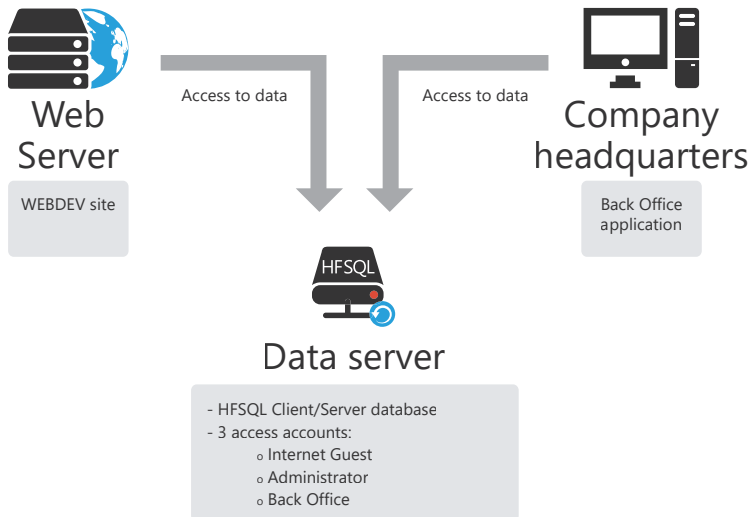 Access to data
Access to data
Web
Server
Company
headquarters
WEBDEV site
Back Office
application
HFSQL
Data server
- HFSQL Client/Server database
- 3 access accounts:
o Internet Guest
o Administrator
o Back Office